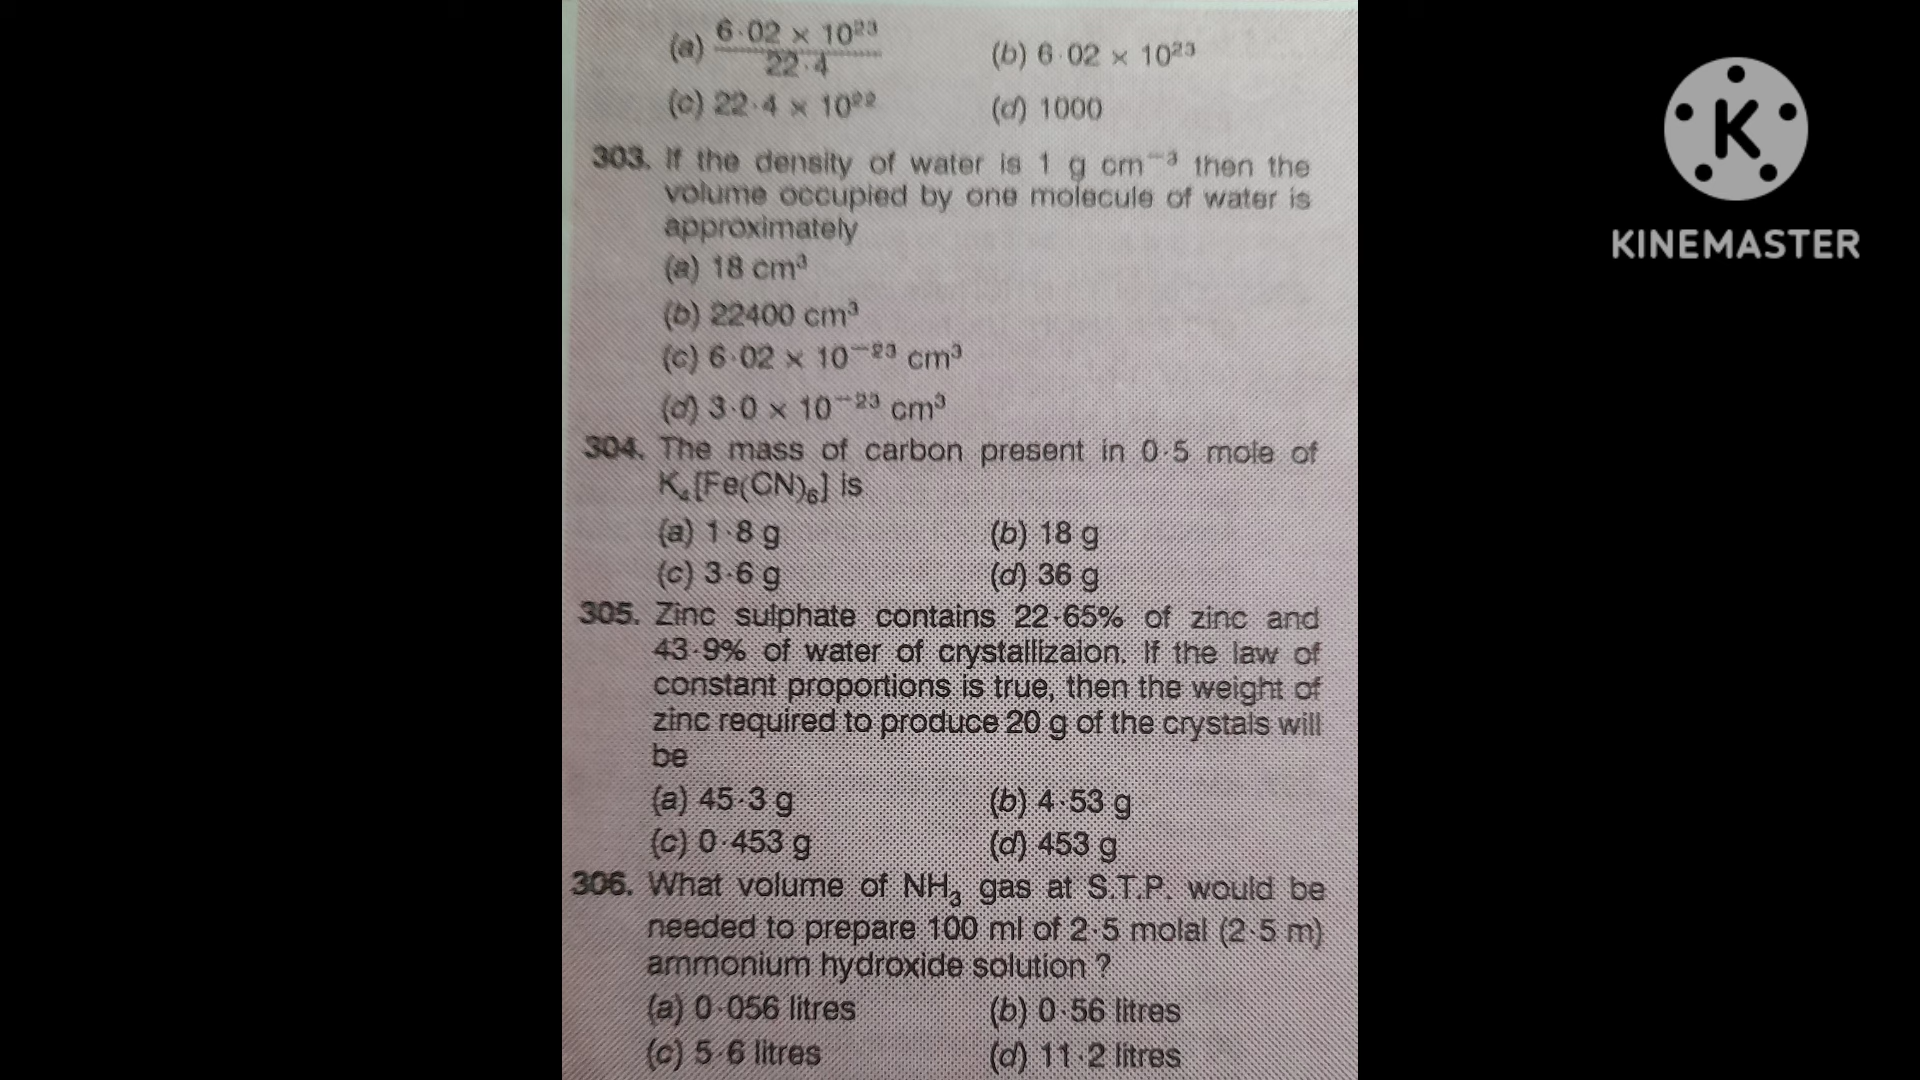 (a) 6·02 × 10²³ / 22·4 (b) 6·02 × 10²³
(c) 22·4 × 10²² (d) 1000
303. If the density of water is 1 g cm⁻³ then the
volume occupied by one molecule of water is
approximately
(a) 18 cm³
(b) 22400 cm³
(c) 6·02 × 10⁻²³ cm³
(d) 3·0 × 10⁻²³ cm³
304. The mass of carbon present in 0·5 mole of
K₄[Fe(CN)₆] is
(a) 1·8 g (b) 18 g
(c) 3·6 g (d) 36 g
305. Zinc sulphate contains 22·65% of zinc and
43·9% of water of crystallizaion. If the law of
constant proportions is true, then the weight of
zinc required to produce 20 g of the crystals will
be
(a) 45·3 g (b) 4·53 g
(c) 0·453 g (d) 453 g
306. What volume of NH₃ gas at S.T.P. would be
needed to prepare 100 ml of 2·5 molal (2·5 m)
ammonium hydroxide solution ?
(a) 0·056 litres (b) 0·56 litres
(c) 5·6 litres (d) 11·2 litres
K
KINEMASTER